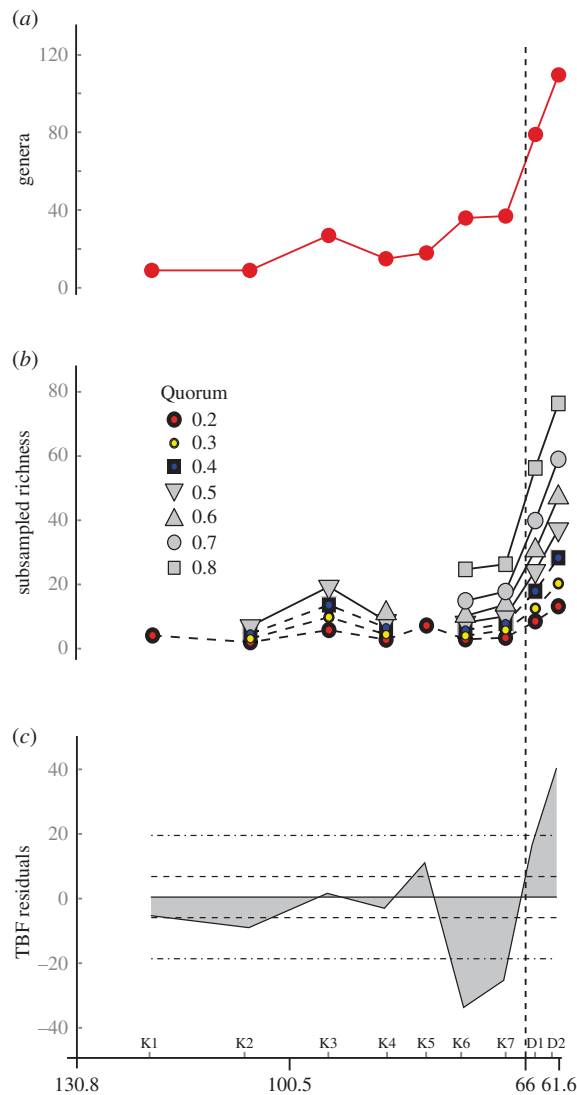 (a)
120
80
40
0
genera
(b)
80
60
40
20
0
subsampled richness
Quorum
0.2
0.3
0.4
0.5
0.6
0.7
0.8
(c)
40
20
0
−20
−40
TBF residuals
K1 K2 K3 K4 K5 K6 K7 D1 D2
130.8 100.5 66 61.6